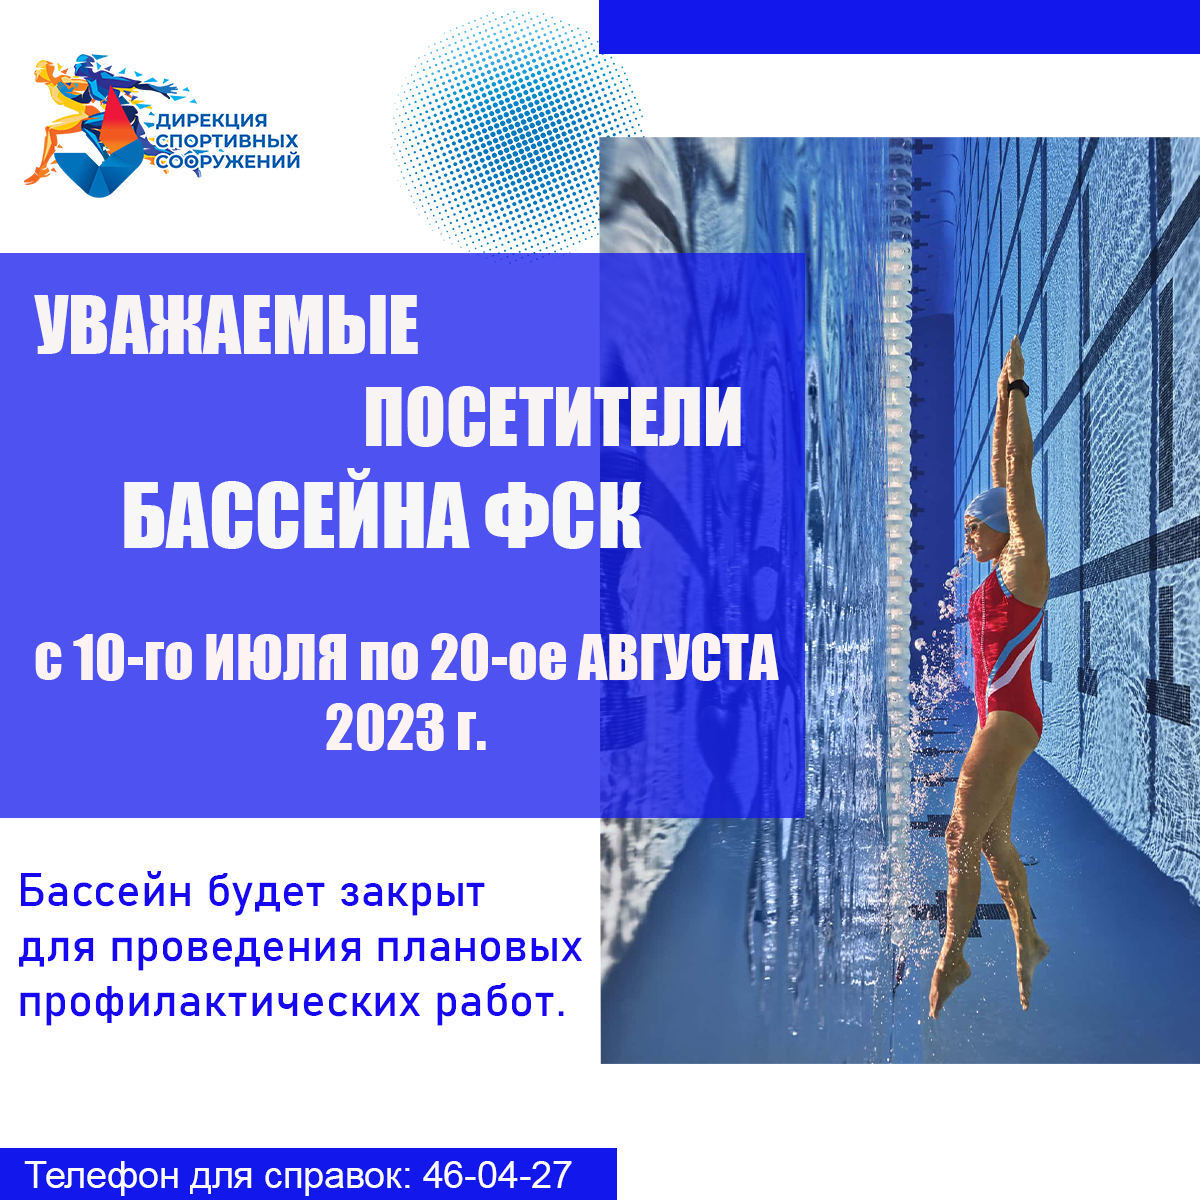 ДИРЕКЦИЯ
СПОРТИВНЫХ
СООРУЖЕНИЙ
УВАЖАЕМЫЕ
ПОСЕТИТЕЛИ
БАССЕЙНА ФСК
с 10-го ИЮЛЯ по 20-ое АВГУСТА
2023 г.
Бассейн будет закрыт
для проведения плановых
профилактических работ.
Телефон для справок: 46-04-27